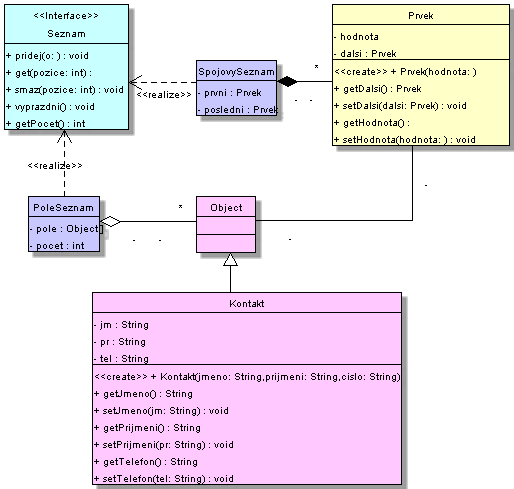 <<Interface>>
Seznam
+ pridej(o: ) : void
+ get(pozice: int) :
+ smaz(pozice: int) : void
+ vyprazdni() : void
+ getPocet() : int
<<realize>>
SpojovySeznam
- prvni : Prvek
- posledni : Prvek
*
- -
Prvek
- hodnota
- dalsi : Prvek
<<create>> + Prvek(hodnota: )
+ getDalsi() : Prvek
+ setDalsi(dalsi: Prvek) : void
+ getHodnota() :
+ setHodnota(hodnota: ) : void
<<realize>>
PoleSeznam
- pole : Object[]
- pocet : int
*
- -
Object
-
-
Kontakt
- jm : String
- pr : String
- tel : String
<<create>> + Kontakt(jmeno: String,prijmeni: String,cislo: String)
+ getJmeno() : String
+ setJmeno(jm: String) : void
+ getPrijmeni() : String
+ setPrijmeni(pr: String) : void
+ getTelefon() : String
+ setTelefon(tel: String) : void